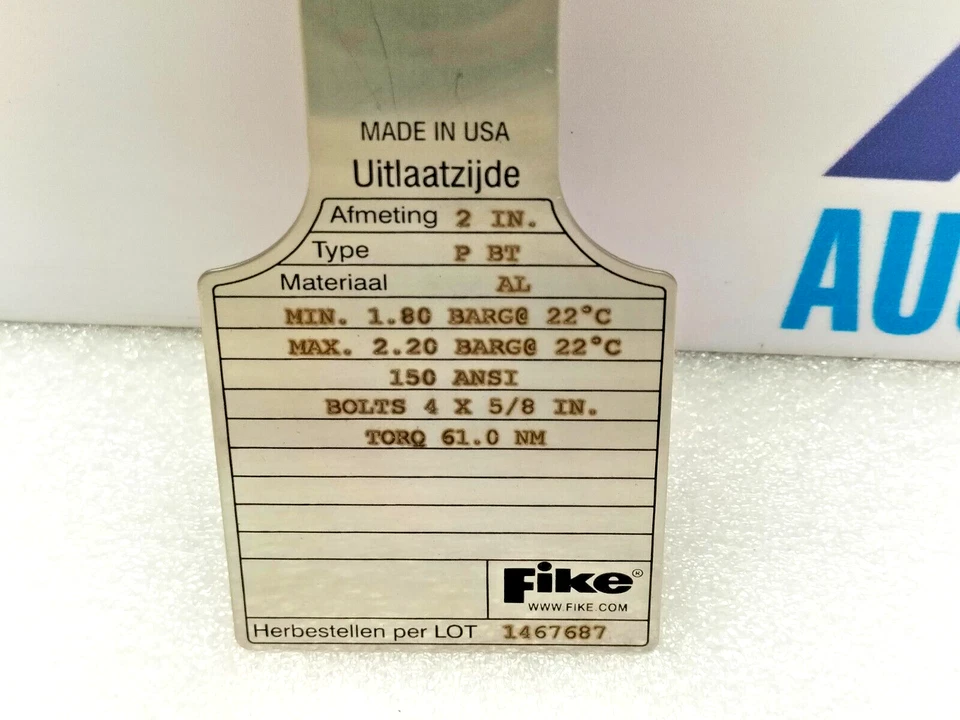 MADE IN USA
Uitlaatzijde
Afmeting 2 IN.
Type P BT
Materiaal AL
MIN. 1.80 BARG@ 22°C
MAX. 2.20 BARG@ 22°C
150 ANSI
BOLTS 4 X 5/8 IN.
TORQ 61.0 NM
Fike®
WWW.FIKE.COM
Herbestellen per LOT 1467687